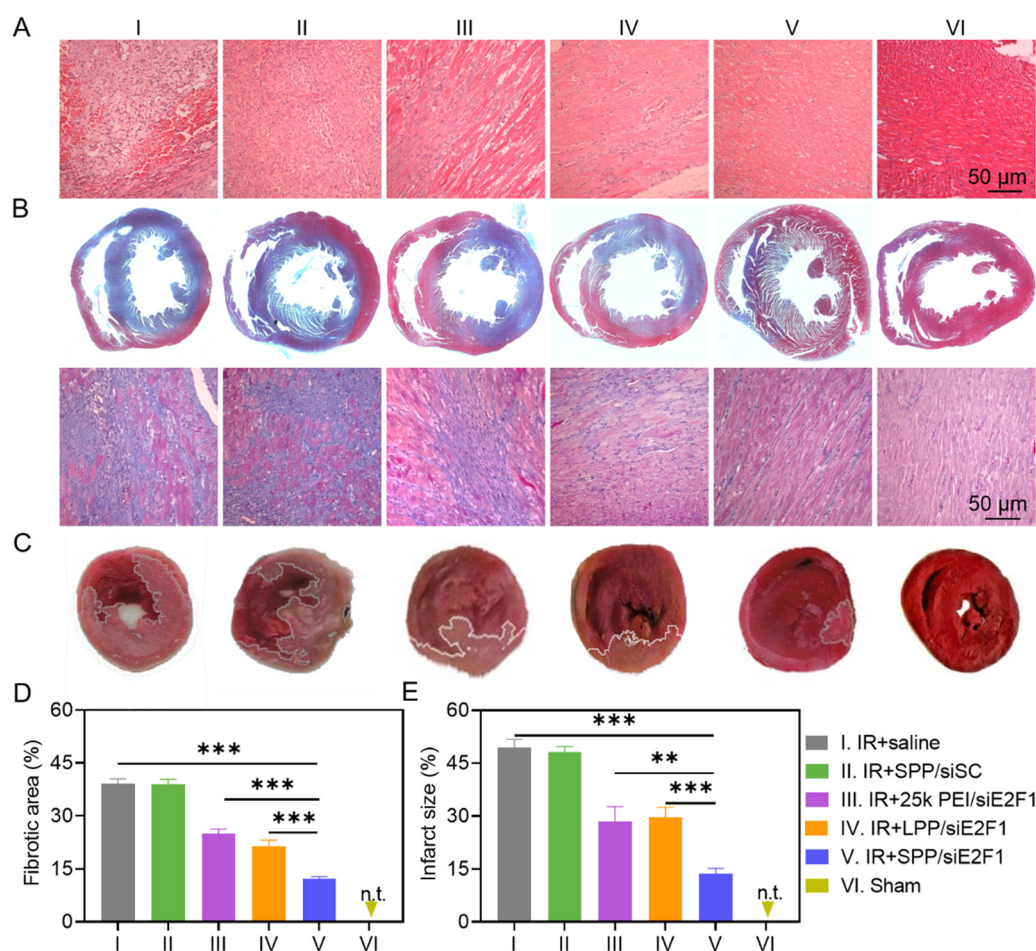 A
I II III IV V VI
50 μm
B
50 μm
C
D
Fibrotic area (%)
60
45
30
15
0
***
***
***
n.t.
I II III IV V VI
E
Infarct size (%)
60
45
30
15
0
***
**
***
n.t.
I II III IV V VI
I. IR+saline
II. IR+SPP/siSC
III. IR+25k PEI/siE2F1
IV. IR+LPP/siE2F1
V. IR+SPP/siE2F1
VI. Sham